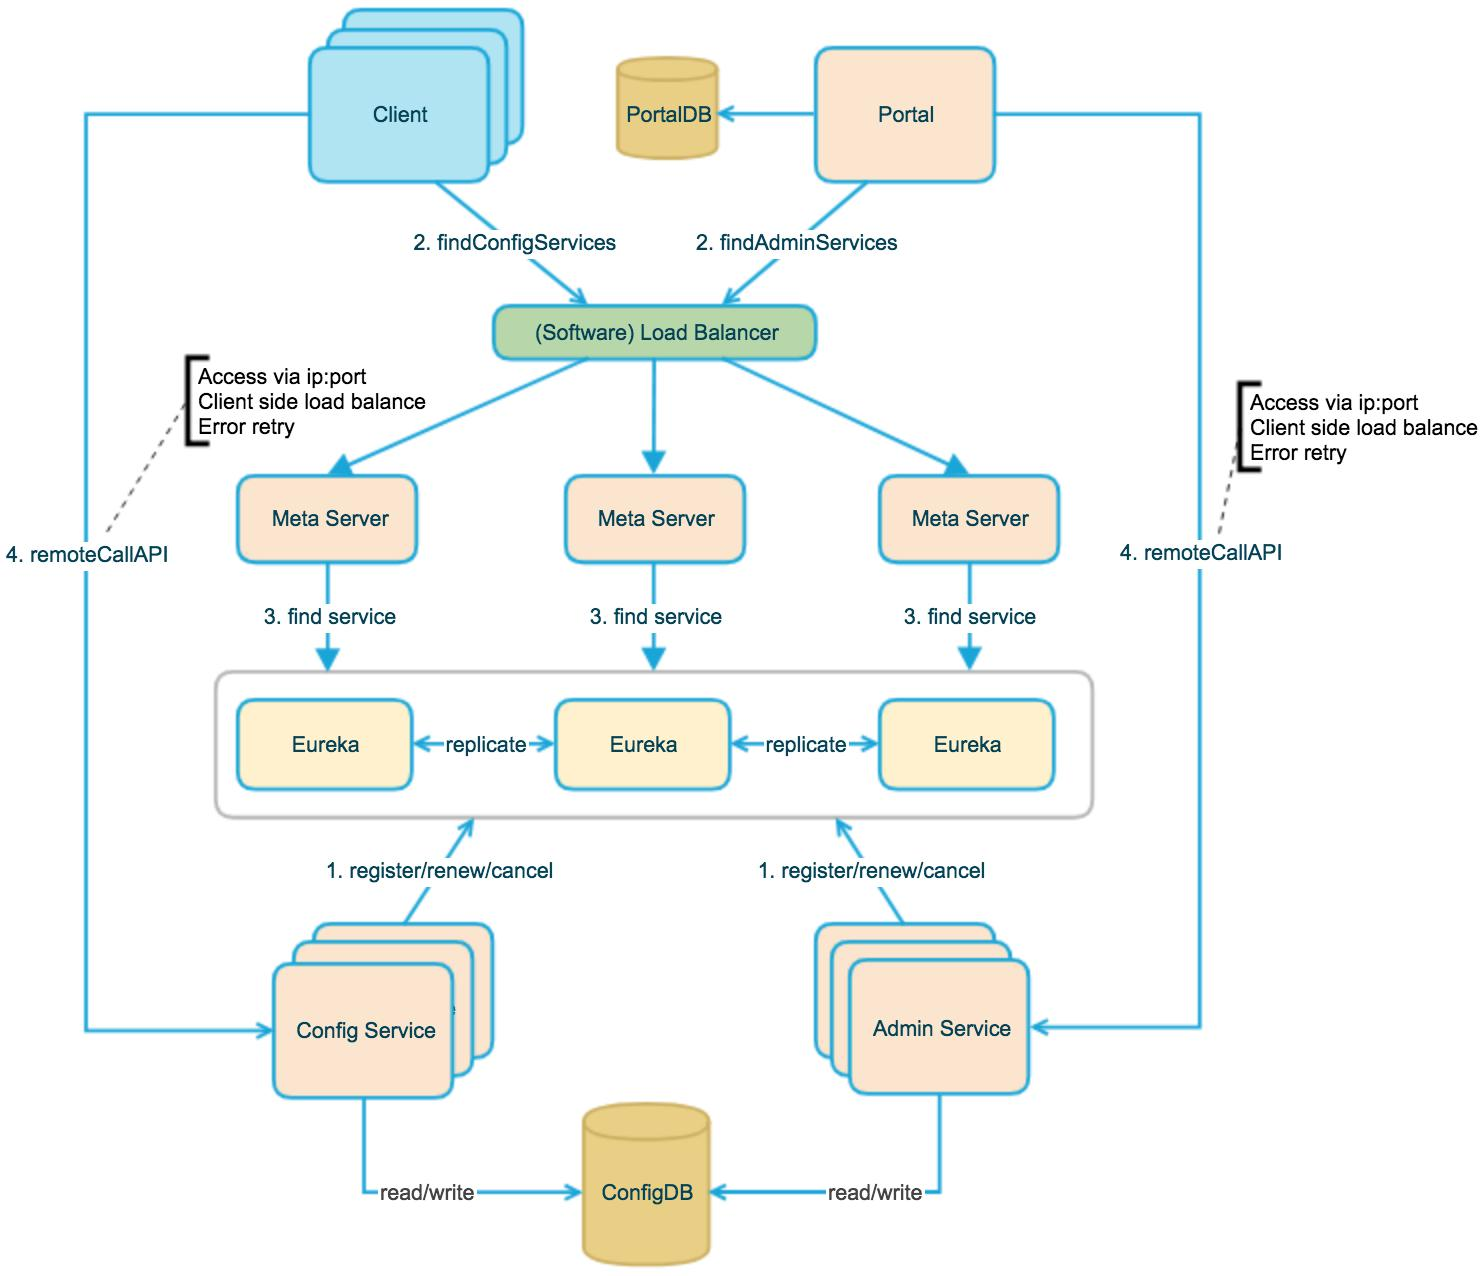 Client
PortalDB
Portal
2. findConfigServices
2. findAdminServices
(Software) Load Balancer
Access via ip:port
Client side load balance
Error retry
Access via ip:port
Client side load balance
Error retry
Meta Server
Meta Server
Meta Server
4. remoteCallAPI
4. remoteCallAPI
3. find service
3. find service
3. find service
Eureka
replicate
Eureka
replicate
Eureka
1. register/renew/cancel
1. register/renew/cancel
Config Service
Admin Service
read/write
ConfigDB
read/write